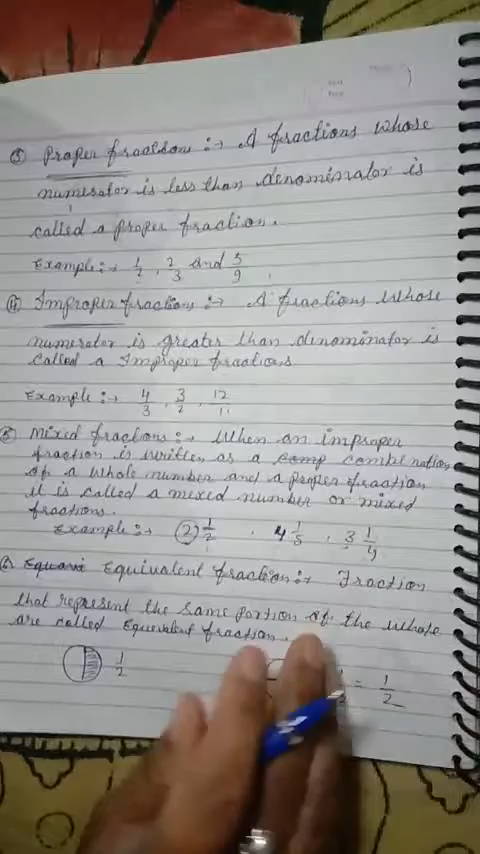 ③ Proper fractions :→ A fractions whose
numerator is less than denominator is
called a proper fraction.
Example :→ 1/2, 2/3 and 5/9,
④ Improper fractions :→ A fractions whose
numerator is greater than denominator is
called a Improper fractions
Example :→ 4/3, 3/2, 12/11
⑤ Mixed fractions :→ When an improper
fraction is written as a comp combination
of a whole number and a proper fraction
it is called a mixed number or mixed
fractions.
Example :→ 2 1/2, 4 1/5, 3 1/4
Equivalent fraction :→ Fraction
that represent the same portion of the whole
are called Equivalent fraction.
1/2 = 1/2